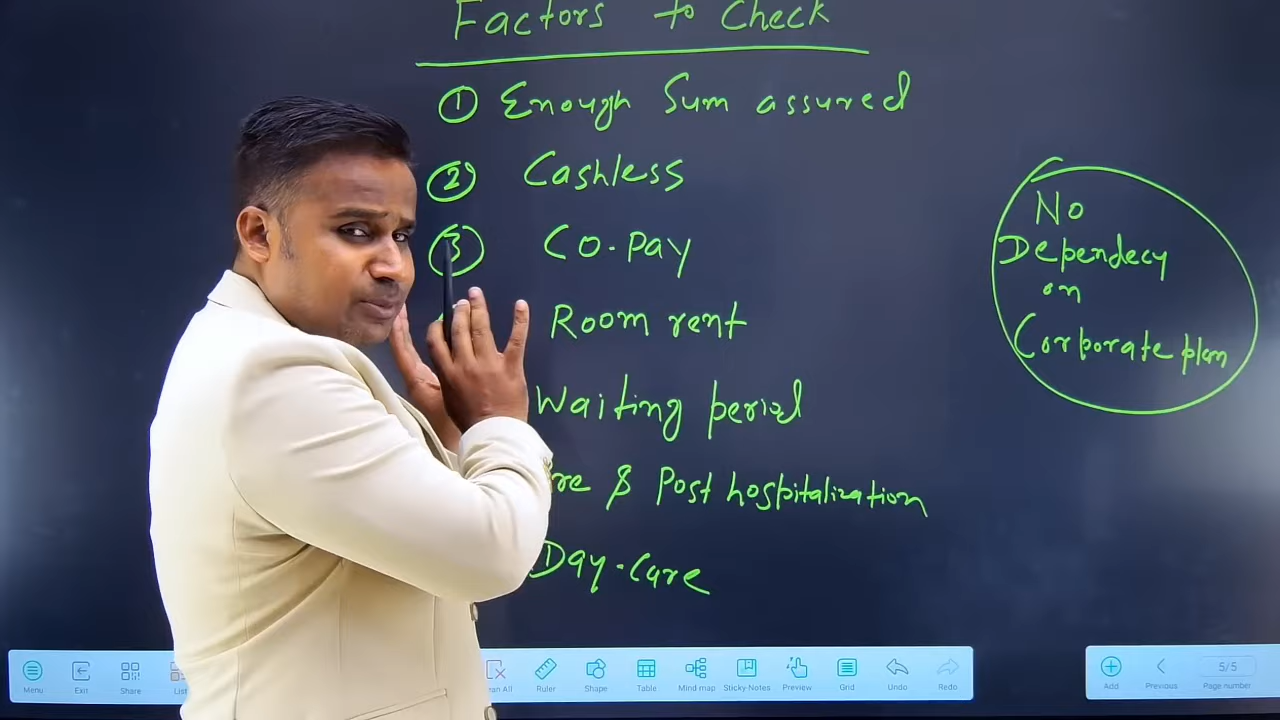 Factors to Check
① Enough Sum assured
② Cashless
③ Co-pay
Room rent
Waiting period
re & Post hospitalization
Day-Care
No
Dependecy
on
Corporate plan
Menu
Exit
Share
Ruler
Shape
Table
Mind map
Sticky-Notes
Preview
Grid
Undo
Redo
Add
Previous
5/5
Page number